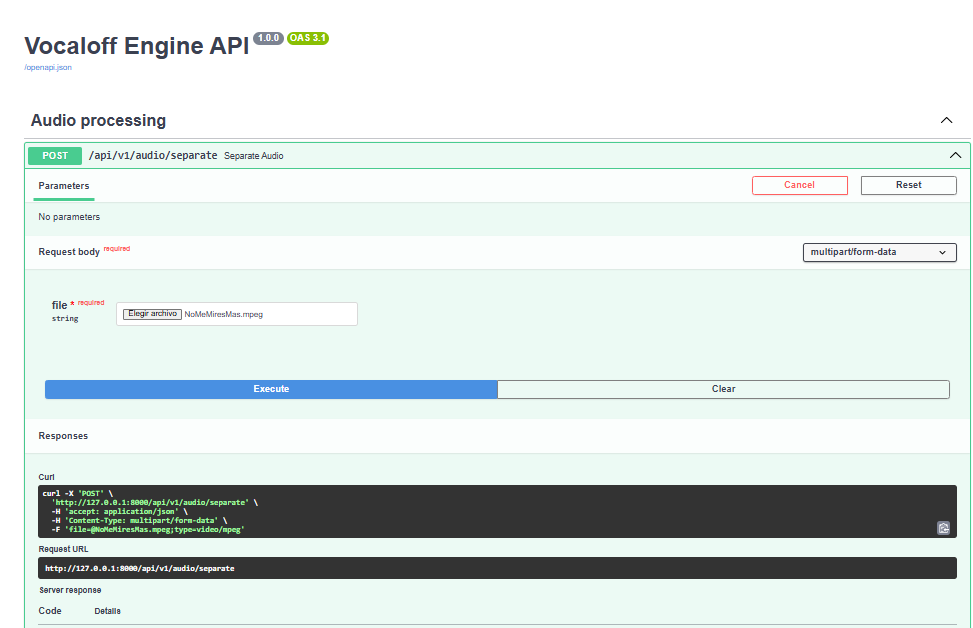 Vocaloff Engine API 1.0.0 OAS 3.1
/openapi.json
Audio processing
POST /api/v1/audio/separate Separate Audio
Parameters Cancel Reset
No parameters
Request body required multipart/form-data
file * required
string
Elegir archivo NoMeMiresMas.mpeg
Execute Clear
Responses
Curl
curl -X 'POST' \
'http://127.0.0.1:8000/api/v1/audio/separate' \
-H 'accept: application/json' \
-H 'Content-Type: multipart/form-data' \
-F 'file=@NoMeMiresMas.mpeg;type=video/mpeg'
Request URL
http://127.0.0.1:8000/api/v1/audio/separate
Server response
Code Details